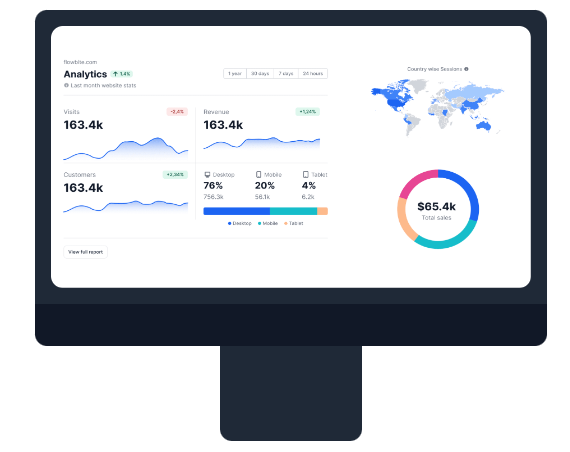 flowbite.com
Analytics 1,4%
Last month website stats
1 year 30 days 7 days 24 hours
Visits -2,4%
163.4k
Revenue +1,24%
163.4k
Customers +2,34%
163.4k
Desktop Mobile Tablet
76% 20% 4%
756.3k 56.1k 6.2k
Desktop Mobile Tablet
View full report
Country wise Sessions
$65.4k
Total sales